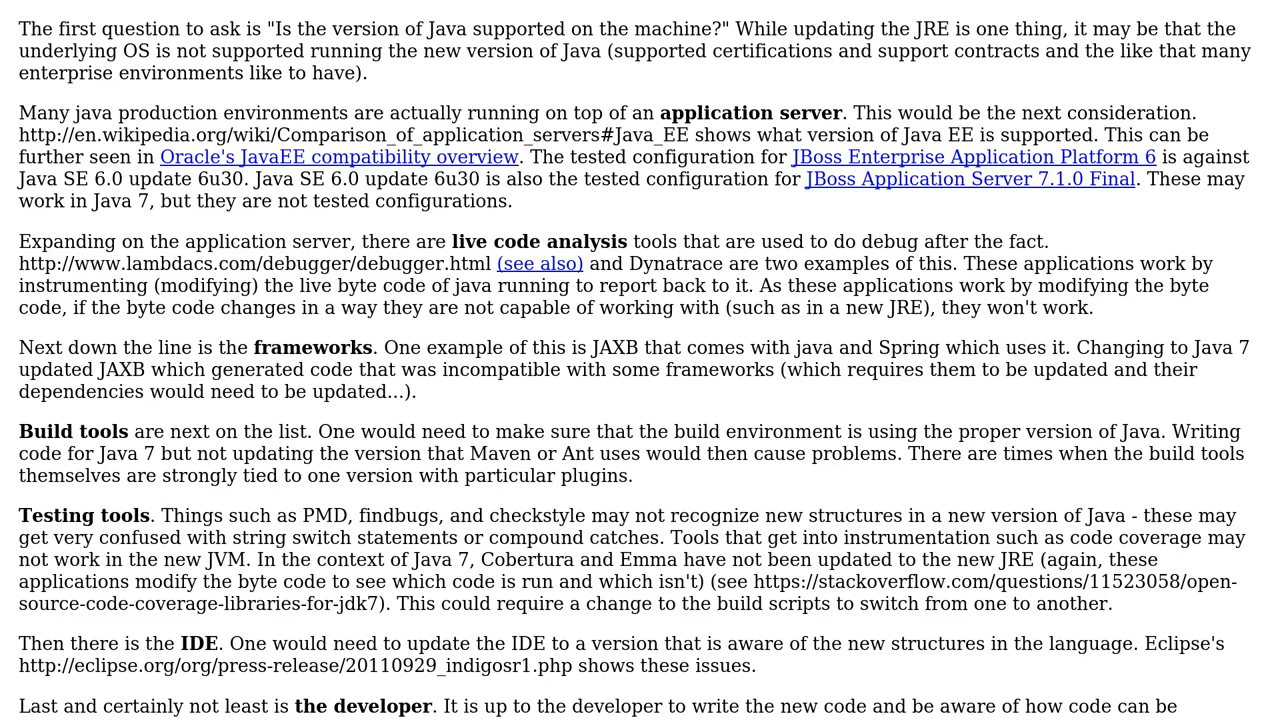 The first question to ask is "Is the version of Java supported on the machine?" While updating the JRE is one thing, it may be that the
underlying OS is not supported running the new version of Java (supported certifications and support contracts and the like that many
enterprise environments like to have).
Many java production environments are actually running on top of an application server. This would be the next consideration.
http://en.wikipedia.org/wiki/Comparison_of_application_servers#Java_EE shows what version of Java EE is supported. This can be
further seen in Oracle's JavaEE compatibility overview. The tested configuration for JBoss Enterprise Application Platform 6 is against
Java SE 6.0 update 6u30. Java SE 6.0 update 6u30 is also the tested configuration for JBoss Application Server 7.1.0 Final. These may
work in Java 7, but they are not tested configurations.
Expanding on the application server, there are live code analysis tools that are used to do debug after the fact.
http://www.lambdacs.com/debugger/debugger.html (see also) and Dynatrace are two examples of this. These applications work by
instrumenting (modifying) the live byte code of java running to report back to it. As these applications work by modifying the byte
code, if the byte code changes in a way they are not capable of working with (such as in a new JRE), they won't work.
Next down the line is the frameworks. One example of this is JAXB that comes with java and Spring which uses it. Changing to Java 7
updated JAXB which generated code that was incompatible with some frameworks (which requires them to be updated and their
dependencies would need to be updated...).
Build tools are next on the list. One would need to make sure that the build environment is using the proper version of Java. Writing
code for Java 7 but not updating the version that Maven or Ant uses would then cause problems. There are times when the build tools
themselves are strongly tied to one version with particular plugins.
Testing tools. Things such as PMD, findbugs, and checkstyle may not recognize new structures in a new version of Java - these may
get very confused with string switch statements or compound catches. Tools that get into instrumentation such as code coverage may
not work in the new JVM. In the context of Java 7, Cobertura and Emma have not been updated to the new JRE (again, these
applications modify the byte code to see which code is run and which isn't) (see https://stackoverflow.com/questions/11523058/open-
source-code-coverage-libraries-for-jdk7). This could require a change to the build scripts to switch from one to another.
Then there is the IDE. One would need to update the IDE to a version that is aware of the new structures in the language. Eclipse's
http://eclipse.org/org/press-release/20110929_indigosr1.php shows these issues.
Last and certainly not least is the developer. It is up to the developer to write the new code and be aware of how code can be